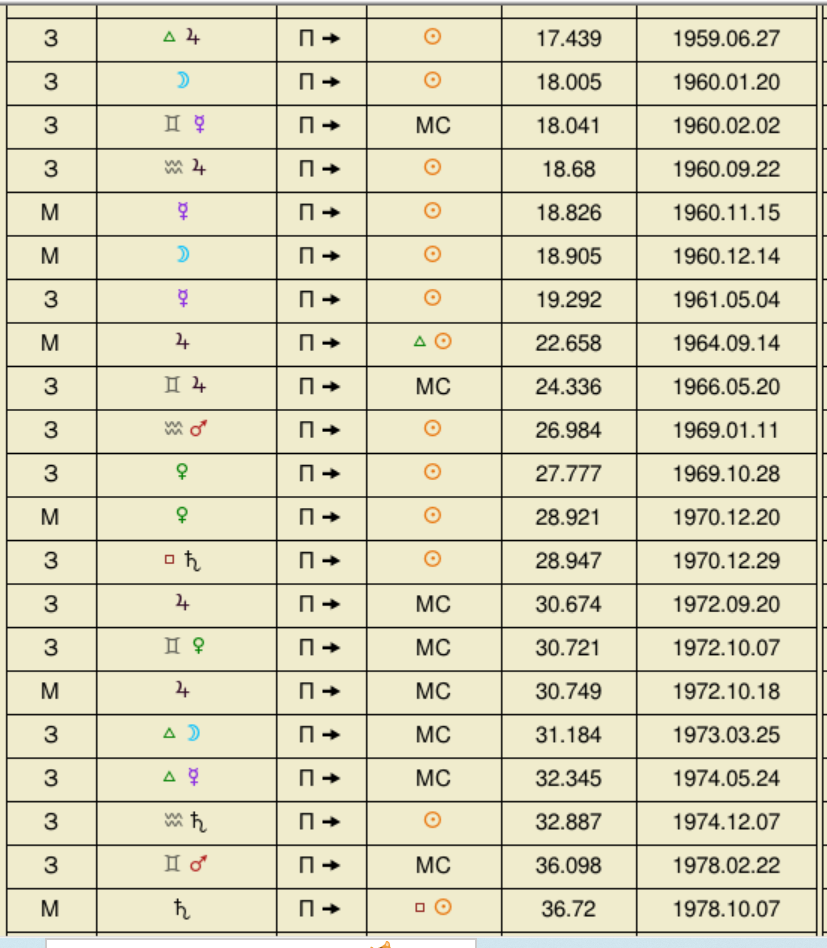 З △ ♃ П → ☉ 17.439 1959.06.27
З ☽ П → ☉ 18.005 1960.01.20
З ♊ ☿ П → MC 18.041 1960.02.02
З ♒ ♃ П → ☉ 18.68 1960.09.22
М ☿ П → ☉ 18.826 1960.11.15
М ☽ П → ☉ 18.905 1960.12.14
З ☿ П → ☉ 19.292 1961.05.04
М ♃ П → △ ☉ 22.658 1964.09.14
З ♊ ♃ П → MC 24.336 1966.05.20
З ♒ ♂ П → ☉ 26.984 1969.01.11
З ♀ П → ☉ 27.777 1969.10.28
М ♀ П → ☉ 28.921 1970.12.20
З □ ♄ П → ☉ 28.947 1970.12.29
З ♃ П → MC 30.674 1972.09.20
З ♊ ♀ П → MC 30.721 1972.10.07
М ♃ П → MC 30.749 1972.10.18
З △ ☽ П → MC 31.184 1973.03.25
З △ ☿ П → MC 32.345 1974.05.24
З ♒ ♄ П → ☉ 32.887 1974.12.07
З ♊ ♂ П → MC 36.098 1978.02.22
М ♄ П → □ ☉ 36.72 1978.10.07